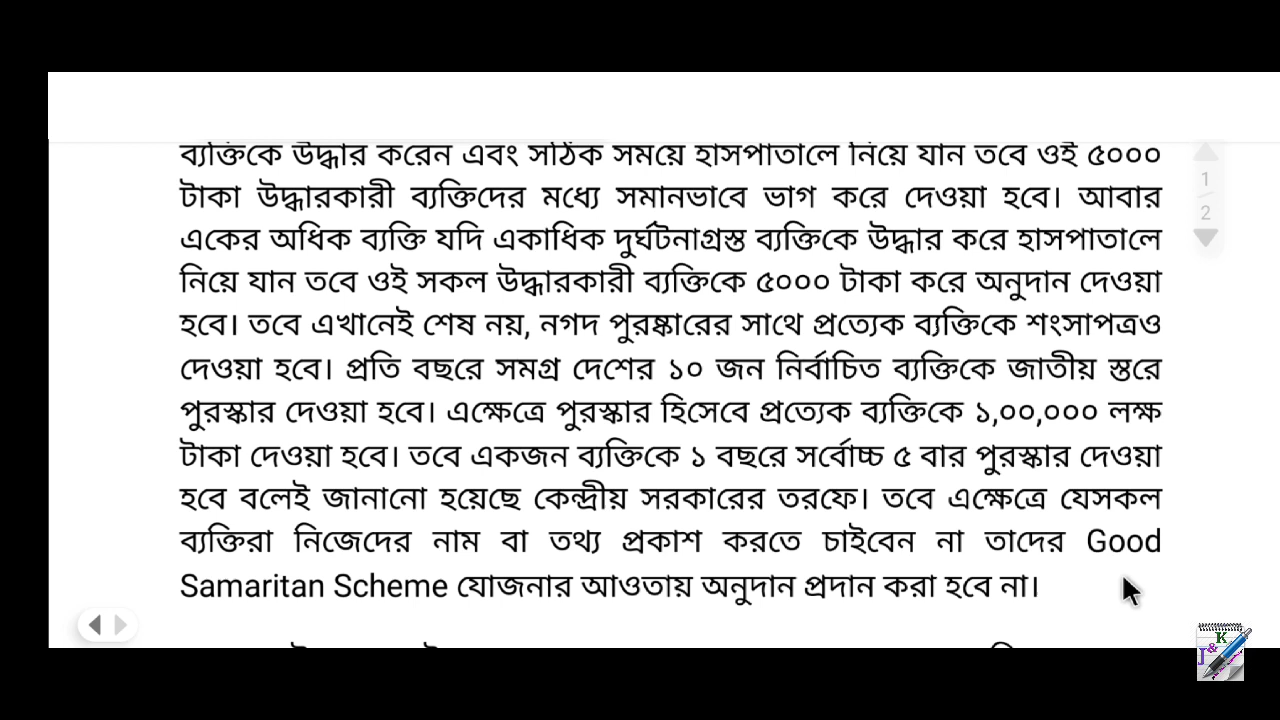 ব্যক্তিকে উদ্ধার করেন এবং সঠিক সময়ে হাসপাতালে নিয়ে যান তবে ওই ৫০০০
টাকা উদ্ধারকারী ব্যক্তিদের মধ্যে সমানভাবে ভাগ করে দেওয়া হবে। আবার
একের অধিক ব্যক্তি যদি একাধিক দুর্ঘটনাগ্রস্ত ব্যক্তিকে উদ্ধার করে হাসপাতালে
নিয়ে যান তবে ওই সকল উদ্ধারকারী ব্যক্তিকে ৫০০০ টাকা করে অনুদান দেওয়া
হবে। তবে এখানেই শেষ নয়, নগদ পুরষ্কারের সাথে প্রত্যেক ব্যক্তিকে শংসাপত্রও
দেওয়া হবে। প্রতি বছরে সমগ্র দেশের ১০ জন নির্বাচিত ব্যক্তিকে জাতীয় স্তরে
পুরস্কার দেওয়া হবে। এক্ষেত্রে পুরস্কার হিসেবে প্রত্যেক ব্যক্তিকে ১,০০,০০০ লক্ষ
টাকা দেওয়া হবে। তবে একজন ব্যক্তিকে ১ বছরে সর্বোচ্চ ৫ বার পুরস্কার দেওয়া
হবে বলেই জানানো হয়েছে কেন্দ্রীয় সরকারের তরফে। তবে এক্ষেত্রে যেসকল
ব্যক্তিরা নিজেদের নাম বা তথ্য প্রকাশ করতে চাইবেন না তাদের Good
Samaritan Scheme যোজনার আওতায় অনুদান প্রদান করা হবে না।
1
2
J&K